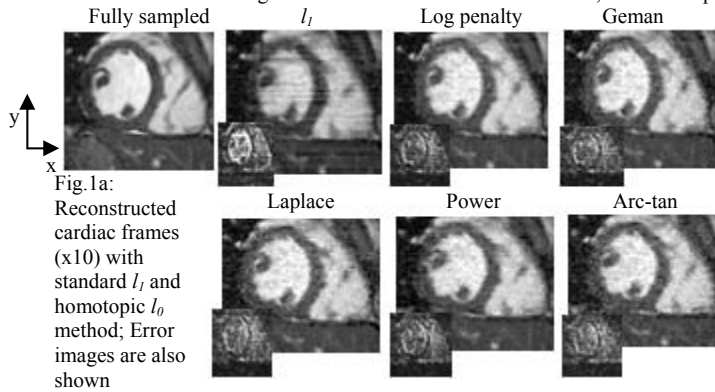 Fully sampled l₁ Log penalty Geman
y
x
Fig.1a:
Reconstructed
cardiac frames
(x10) with
standard l₁ and
homotopic l₀
method; Error
images are also
shown
Laplace Power Arc-tan